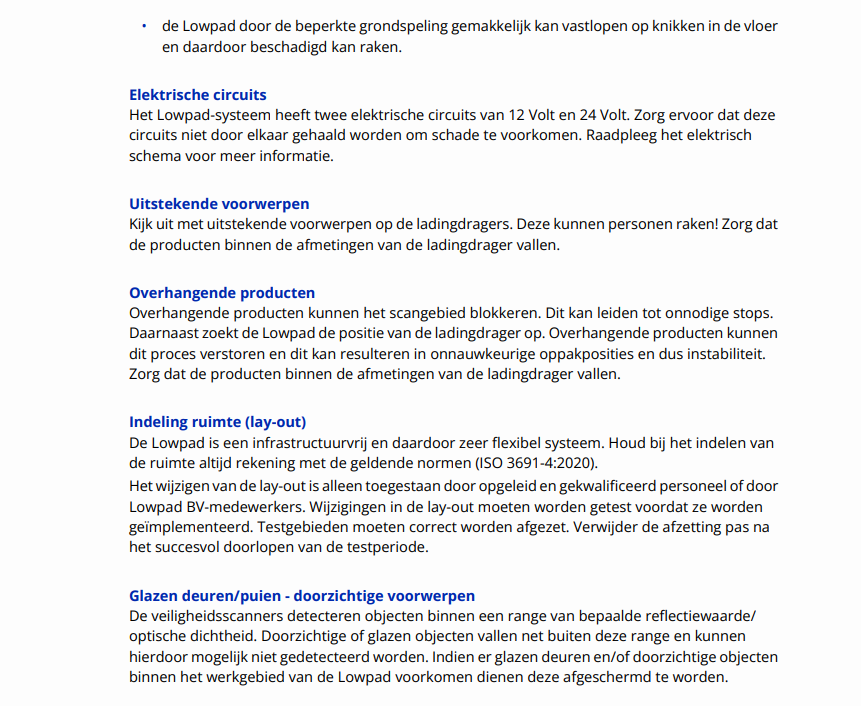 • de Lowpad door de beperkte grondspeling gemakkelijk kan vastlopen op knikken in de vloer
en daardoor beschadigd kan raken.
Elektrische circuits
Het Lowpad-systeem heeft twee elektrische circuits van 12 Volt en 24 Volt. Zorg ervoor dat deze
circuits niet door elkaar gehaald worden om schade te voorkomen. Raadpleeg het elektrisch
schema voor meer informatie.
Uitstekende voorwerpen
Kijk uit met uitstekende voorwerpen op de ladingdragers. Deze kunnen personen raken! Zorg dat
de producten binnen de afmetingen van de ladingdrager vallen.
Overhangende producten
Overhangende producten kunnen het scangebied blokkeren. Dit kan leiden tot onnodige stops.
Daarnaast zoekt de Lowpad de positie van de ladingdrager op. Overhangende producten kunnen
dit proces verstoren en dit kan resulteren in onnauwkeurige oppakposities en dus instabiliteit.
Zorg dat de producten binnen de afmetingen van de ladingdrager vallen.
Indeling ruimte (lay-out)
De Lowpad is een infrastructuurvrij en daardoor zeer flexibel systeem. Houd bij het indelen van
de ruimte altijd rekening met de geldende normen (ISO 3691-4:2020).
Het wijzigen van de lay-out is alleen toegestaan door opgeleid en gekwalificeerd personeel of door
Lowpad BV-medewerkers. Wijzigingen in de lay-out moeten worden getest voordat ze worden
geïmplementeerd. Testgebieden moeten correct worden afgezet. Verwijder de afzetting pas na
het succesvol doorlopen van de testperiode.
Glazen deuren/puien - doorzichtige voorwerpen
De veiligheidsscanners detecteren objecten binnen een range van bepaalde reflectiewaarde/
optische dichtheid. Doorzichtige of glazen objecten vallen net buiten deze range en kunnen
hierdoor mogelijk niet gedetecteerd worden. Indien er glazen deuren en/of doorzichtige objecten
binnen het werkgebied van de Lowpad voorkomen dienen deze afgeschermd te worden.